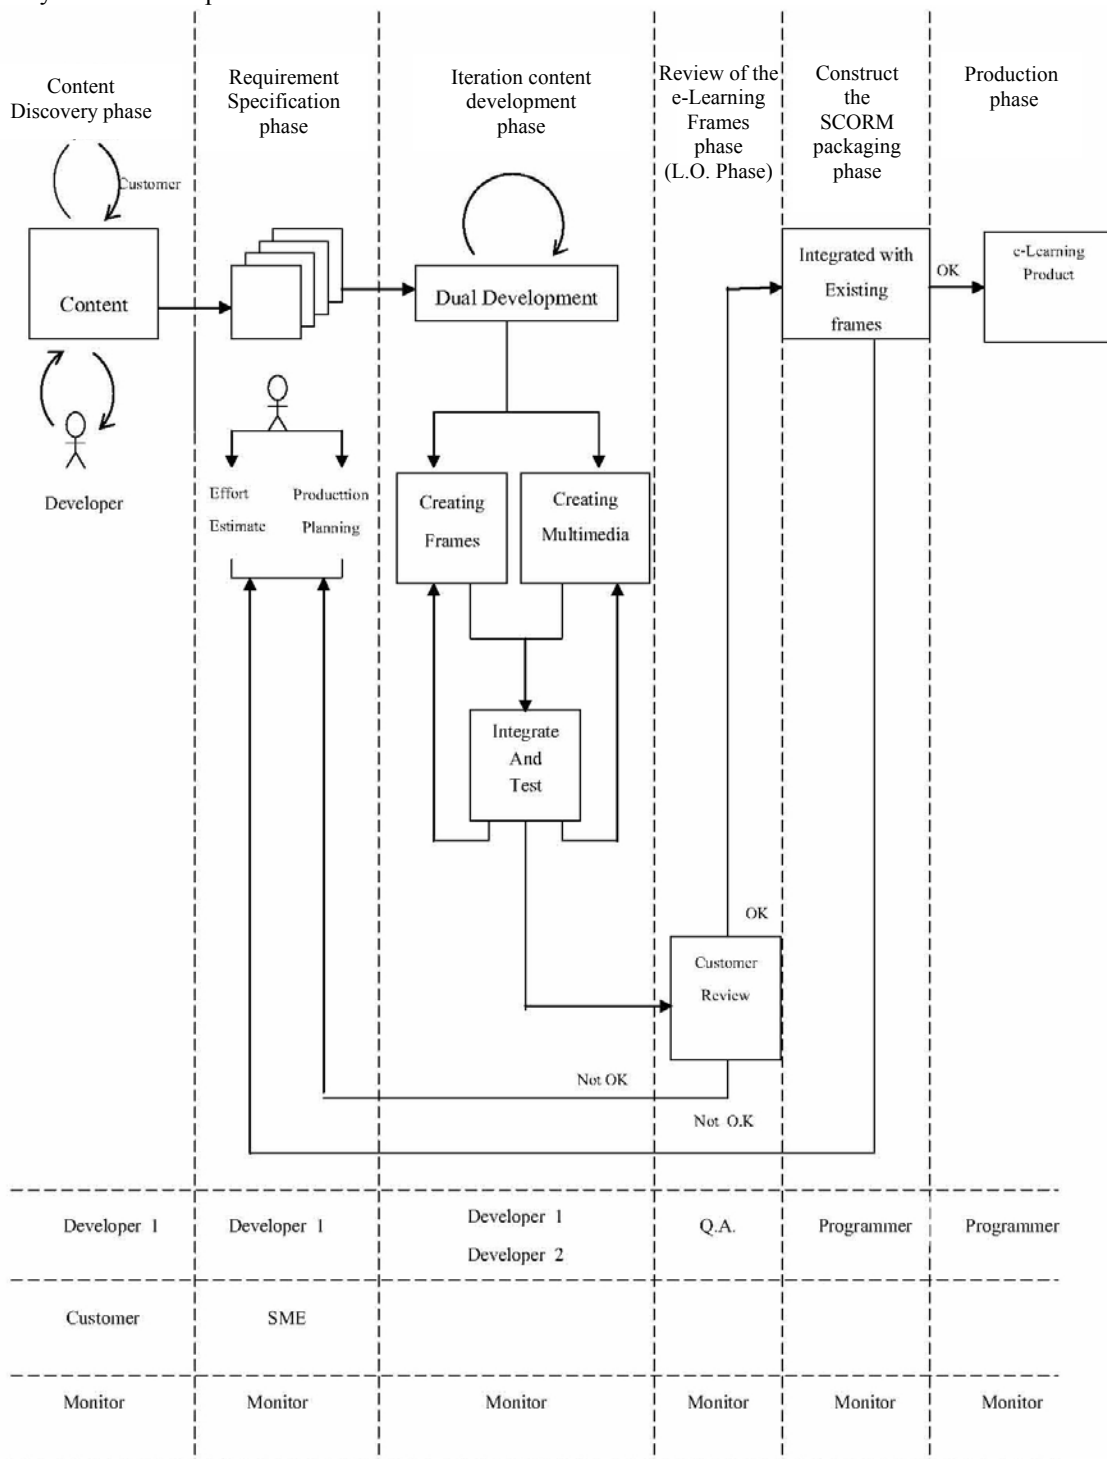 Content
Discovery phase
Requirement
Specification
phase
Iteration content
development
phase
Review of the
e-Learning
Frames
phase
(L.O. Phase)
Construct
the
SCORM
packaging
phase
Production
phase
Customer
Content
Developer
Effort
Estimate
Producttion
Planning
Dual Development
Creating
Frames
Creating
Multimedia
Integrate
And
Test
Customer
Review
OK
Not OK
Not O.K
Integrated with
Existing
frames
OK
e-Learning
Product
Developer 1
Developer 1
Developer 1
Developer 2
Q.A.
Programmer
Programmer
Customer
SME
Monitor
Monitor
Monitor
Monitor
Monitor
Monitor